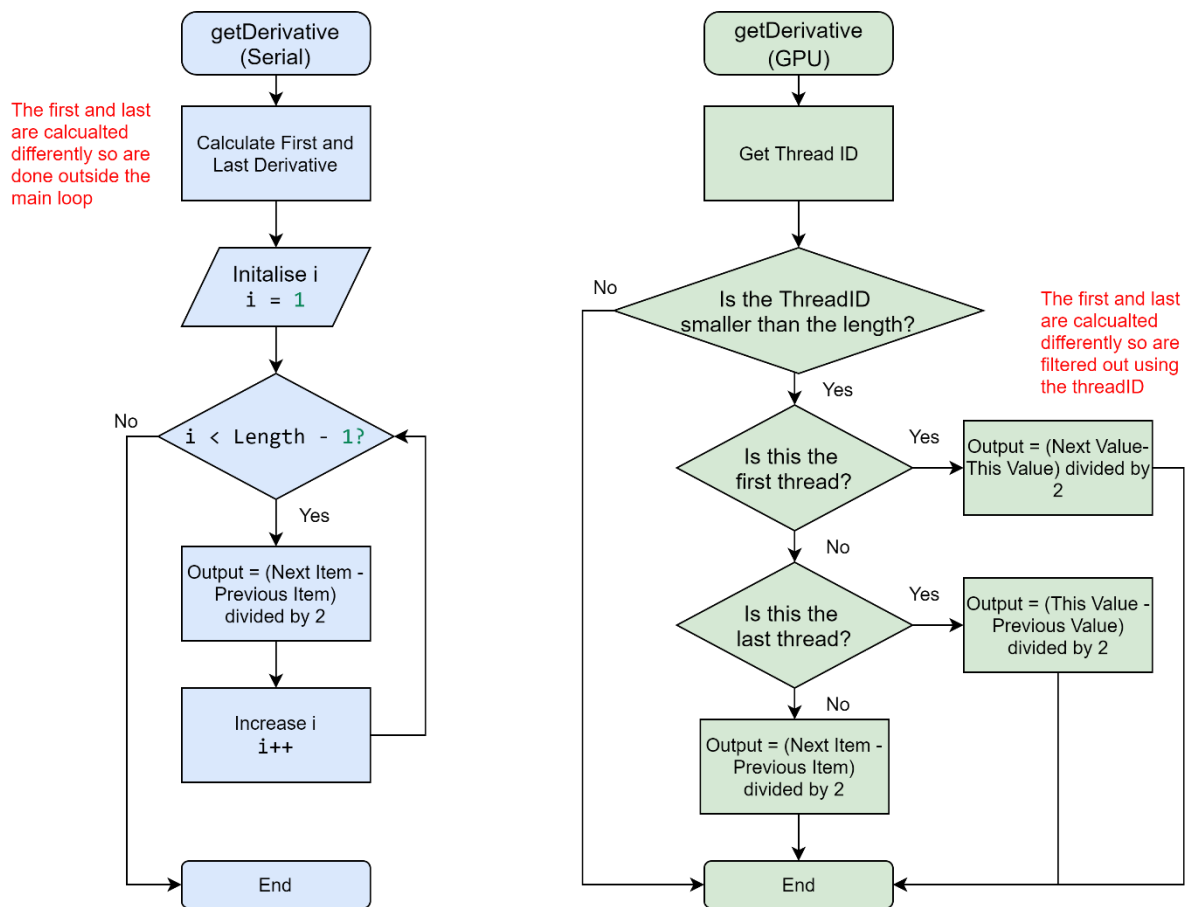 getDerivative
(Serial)
The first and last
are calcualted
differently so are
done outside the
main loop
Calculate First and
Last Derivative
Initalise i
i = 1
No
i < Length - 1?
Yes
Output = (Next Item -
Previous Item)
divided by 2
Increase i
i++
End
getDerivative
(GPU)
Get Thread ID
No
Is the ThreadID
smaller than the length?
The first and last
are calcualted
differently so are
filtered out using
the threadID
Yes
Is this the
first thread?
Yes
Output = (Next Value-
This Value) divided by
2
No
Is this the
last thread?
Yes
Output = (This Value -
Previous Value)
divided by 2
No
Output = (Next Item -
Previous Item)
divided by 2
End